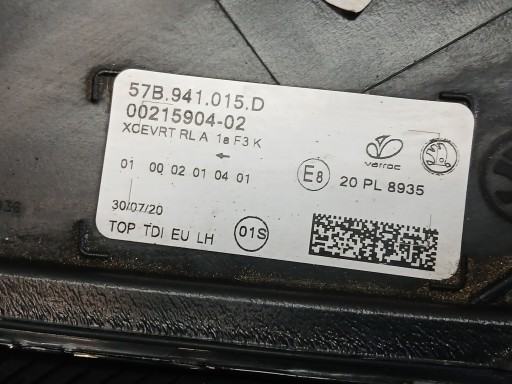 57B.941.015.D
00215904-02
XCEVRT RL A 1a F3 K
varroc
01 00 02 01 04 01
E8 20 PL 8935
30/07/20
TOP TDI EU LH 01S